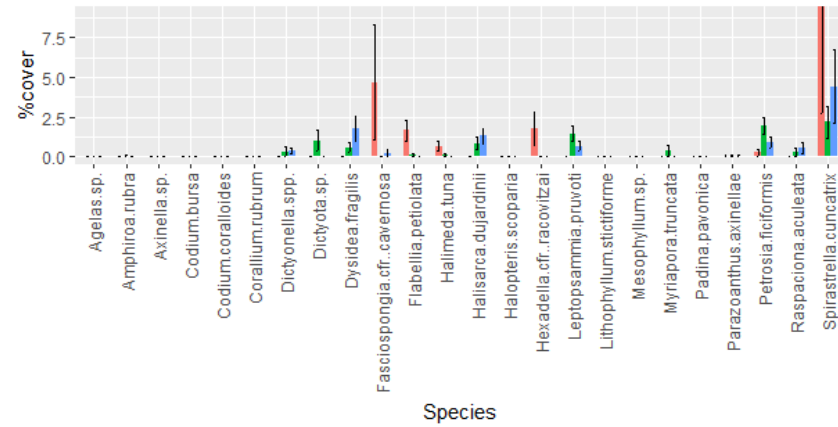 7.5
5.0
2.5
0.0
%cover
Agelas.sp.
Amphiroa.rubra
Axinella.sp.
Codium.bursa
Codium.coralloides
Corallium.rubrum
Dictyonella.spp.
Dictyota.sp.
Dysidea.fragilis
Fasciospongia.cfr..cavernosa
Flabellia.petiolata
Halimeda.tuna
Halisarca.dujardinii
Halopteris.scoparia
Hexadella.cfr..racovitzai
Leptopsammia.pruvoti
Lithophyllum.stictiforme
Mesophyllum.sp.
Myriapora.truncata
Padina.pavonica
Parazoanthus.axinellae
Petrosia.ficiformis
Raspaciona.aculeata
Spirastrella.cunctatrix
Species